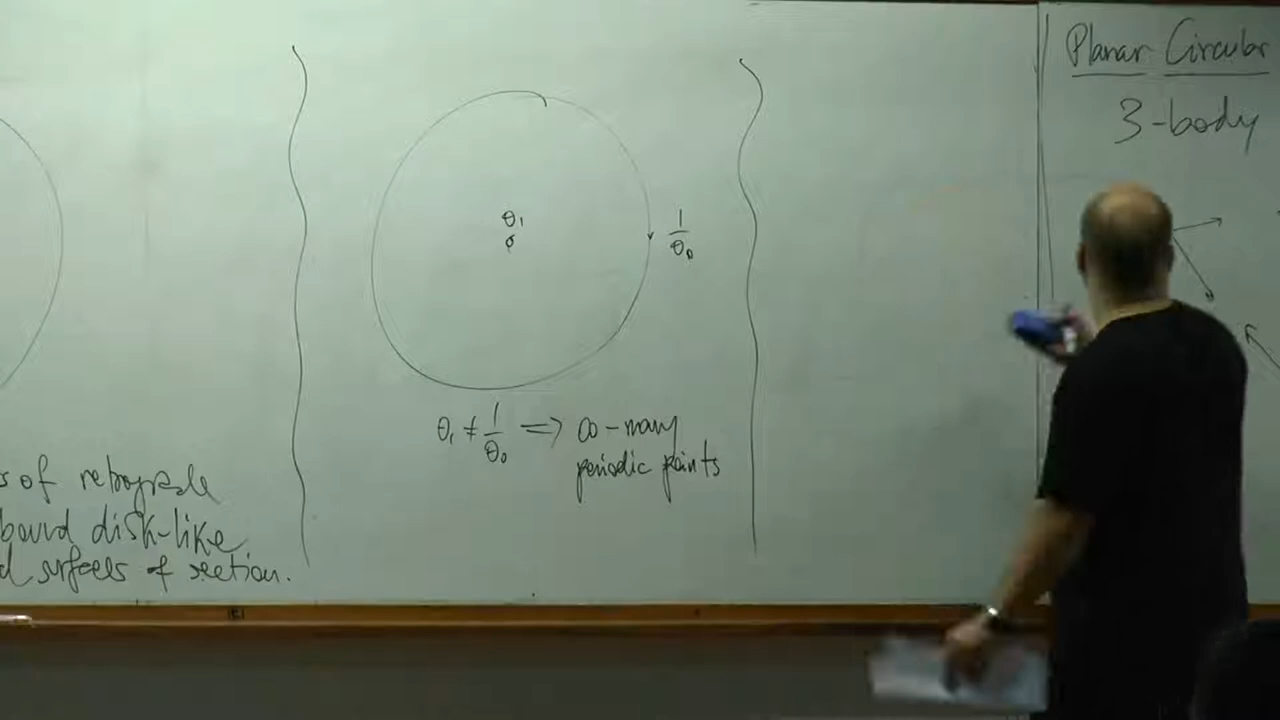 s of retrograde
bound disk-like
d surfaces of section.
θ₁
1
θ₀
θ₁ ≠ 1/θ₀ ⇒ ∞-many
periodic points
Planar Circular
3-body